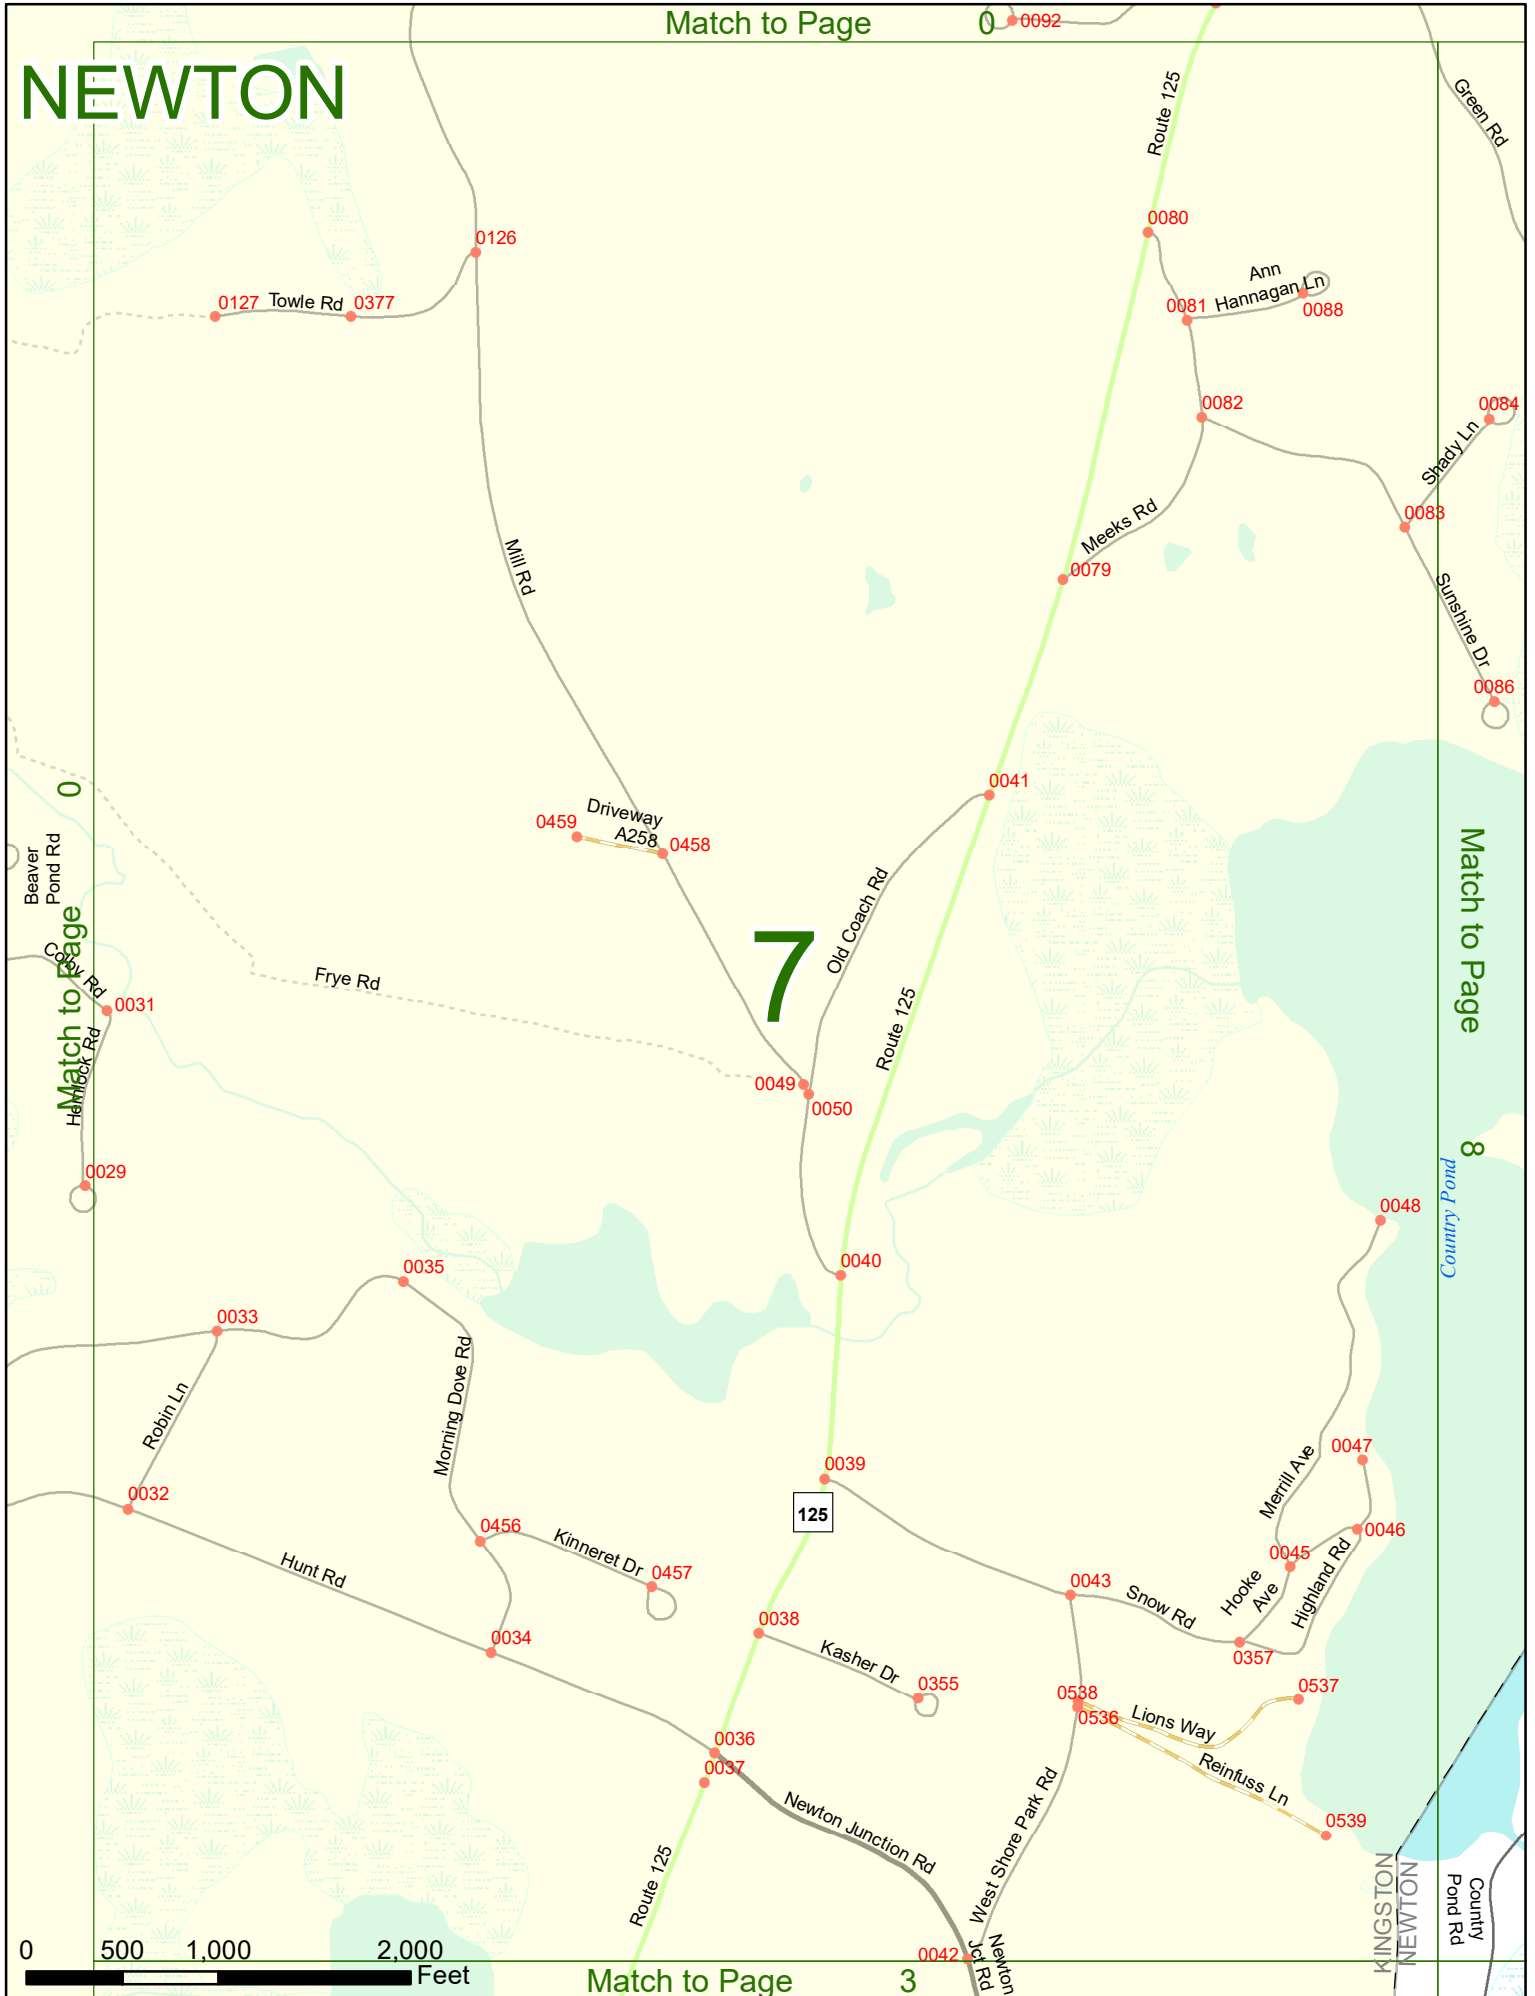 Match to Page 0
0092
NEWTON
Route 125
Green Rd
0080
0126
Ann
Hannagan Ln
0127
Towle Rd
0377
0081
0088
0082
0084
Shady Ln
0083
Meeks Rd
0079
Mill Rd
Sunshine Dr
0086
0041
Match to Page 0
Driveway
A258
0459
0458
Beaver
Pond Rd
Match to Page 8
Old Coach Rd
7
Colby Rd
Frye Rd
0031
Route 125
Hemlock Rd
0049
0050
0029
Country Pond
0048
0035
0040
0033
Morning Dove Rd
Robin Ln
0047
Merrill Ave
0039
0032
125
0456
0046
Kinneret Dr
0045
Hunt Rd
0457
Hooke
Ave
Highland Rd
0043
Snow Rd
0038
0034
Kasher Dr
0357
0355
0538
0537
0536
Lions Way
0036
Reinfuss Ln
0037
Newton Junction Rd
West Shore Park Rd
0539
Route 125
KINGSTON
NEWTON
Country
Pond Rd
0042
Newton
Jct Rd
0 500 1,000 2,000
Feet
Match to Page 3